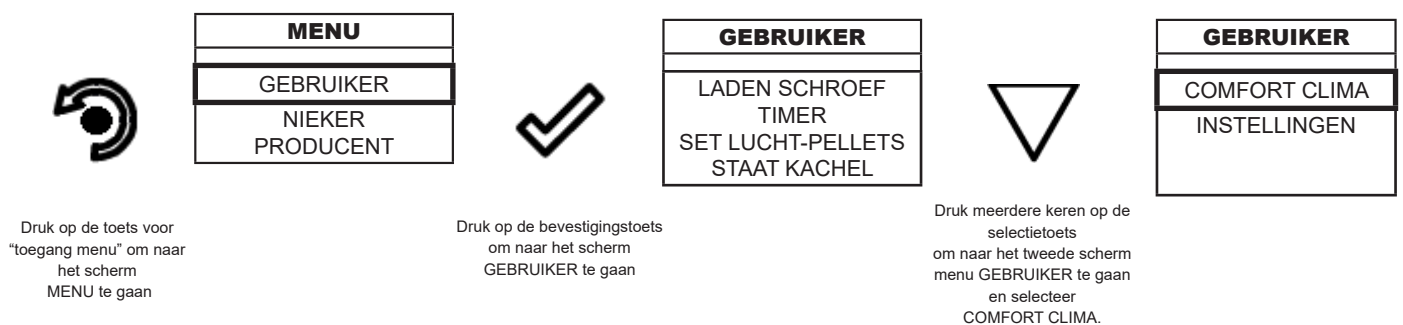 MENU
GEBRUIKER
NIEKER
PRODUCENT
Druk op de toets voor
“toegang menu” om naar
het scherm
MENU te gaan
Druk op de bevestigingstoets
om naar het scherm
GEBRUIKER te gaan
GEBRUIKER
LADEN SCHROEF
TIMER
SET LUCHT-PELLETS
STAAT KACHEL
Druk meerdere keren op de
selectietoets
om naar het tweede scherm
menu GEBRUIKER te gaan
en selecteer
COMFORT CLIMA.
GEBRUIKER
COMFORT CLIMA
INSTELLINGEN